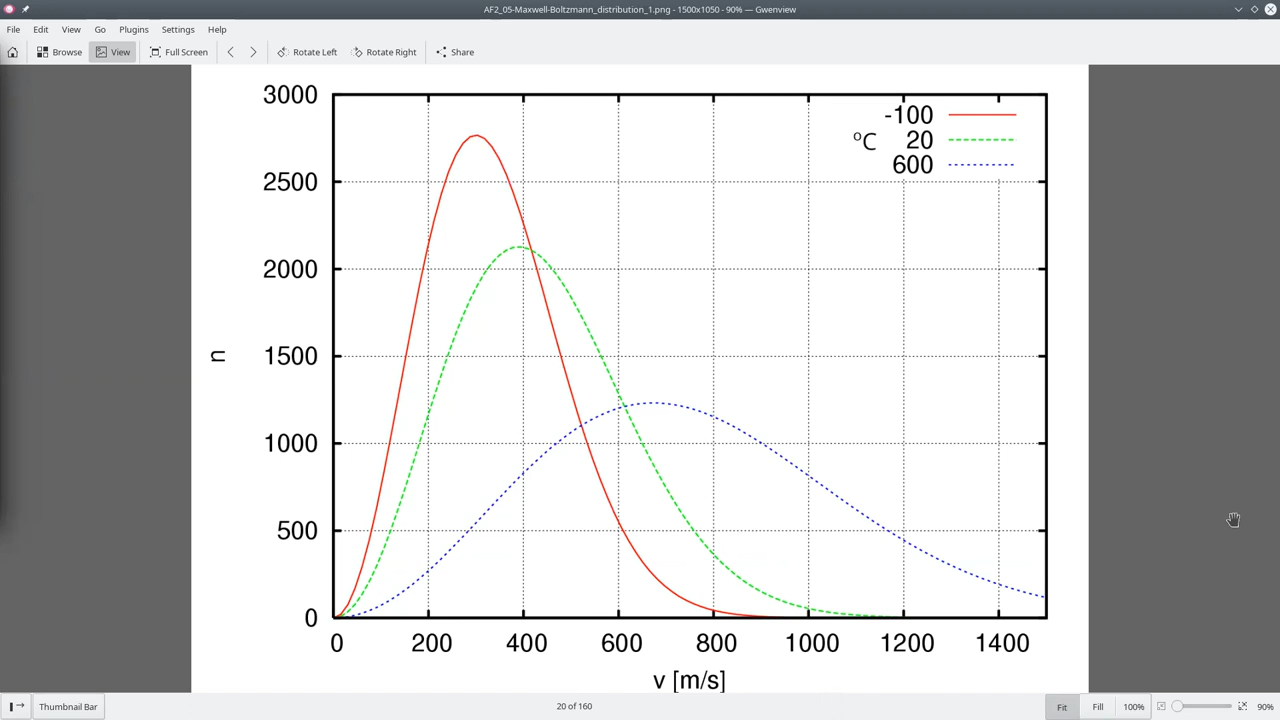 AF2_05-Maxwell-Boltzmann_distribution_1.png - 1500x1050 - 90% — Gwenview
File Edit View Go Plugins Settings Help
Browse View Full Screen Rotate Left Rotate Right Share
3000
2500
2000
1500
1000
500
0
n
-100
°C 20
600
0 200 400 600 800 1000 1200 1400
v [m/s]
Thumbnail Bar 20 of 160 Fit Fill 100% 90%